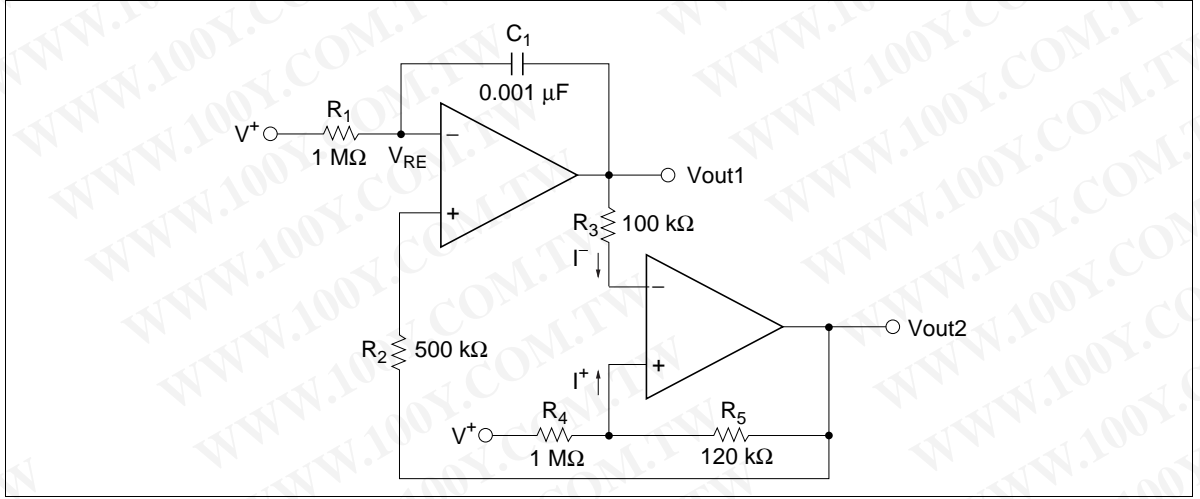 C₁
0.001 μF
R₁
V⁺
1 MΩ
V_RE
−
+
Vout1
R₃ 100 kΩ
I⁻
−
+
Vout2
R₂ 500 kΩ
I⁺
R₄
R₅
V⁺
1 MΩ
120 kΩ
WWW.100Y.COM.TW